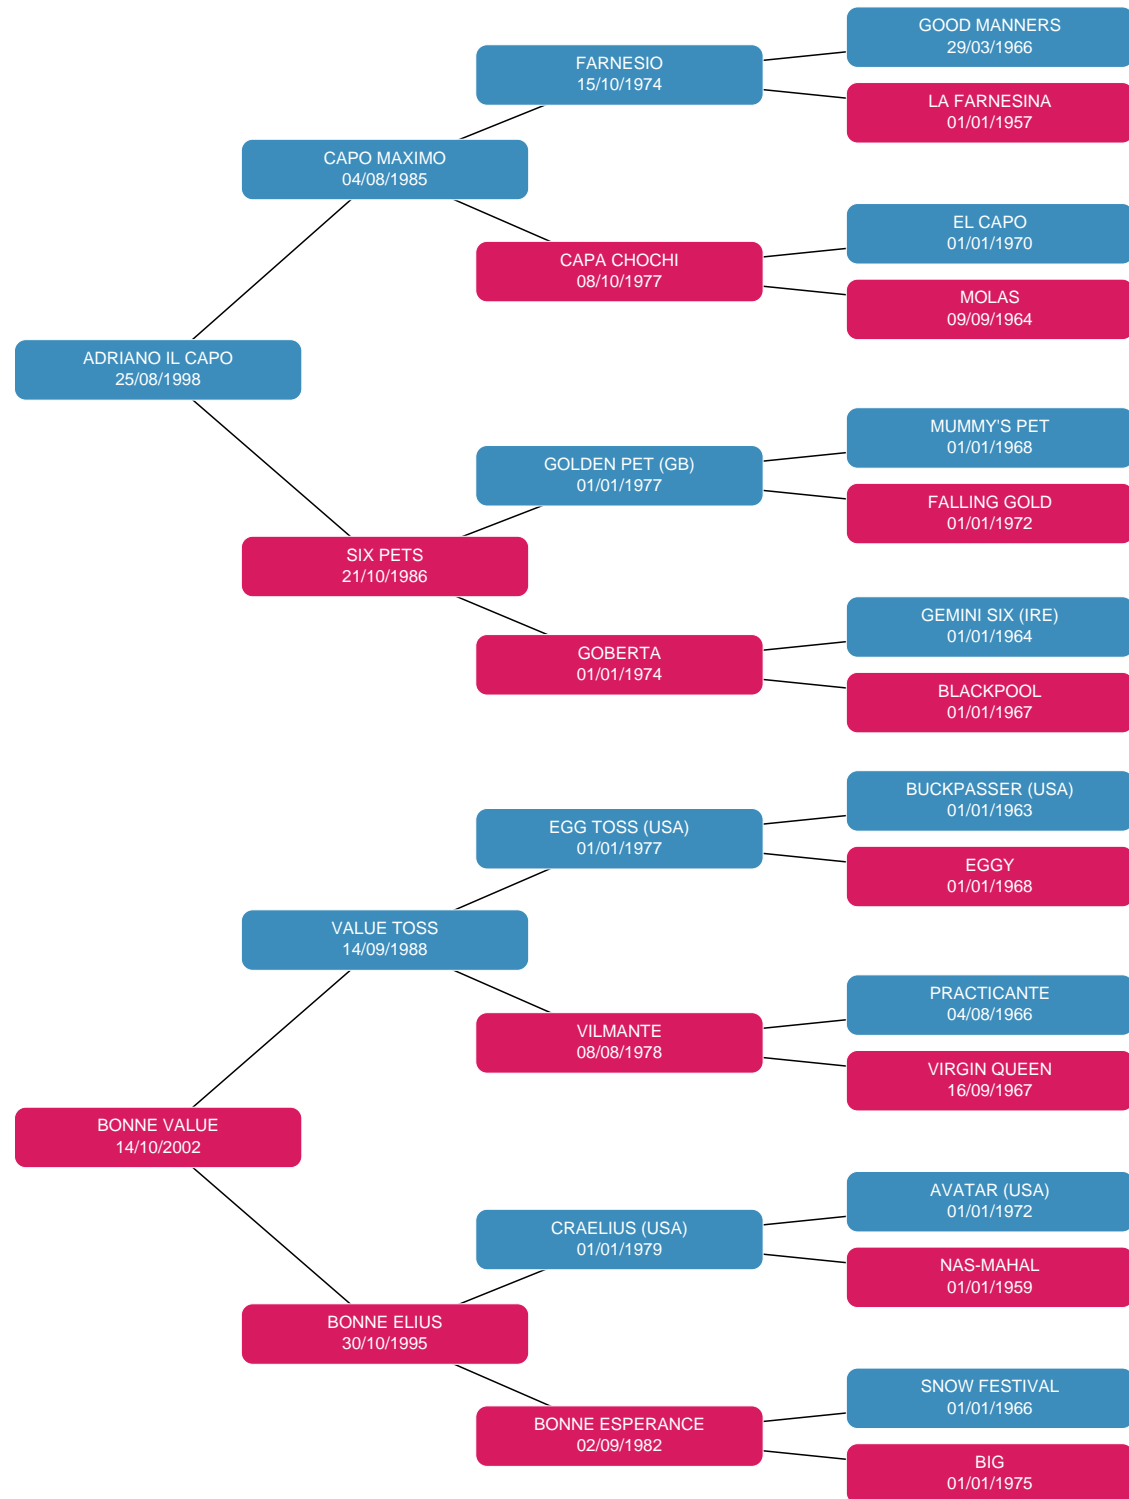 GOOD MANNERS
29/03/1966
FARNESIO
15/10/1974
LA FARNESINA
01/01/1957
CAPO MAXIMO
04/08/1985
EL CAPO
01/01/1970
CAPA CHOCHI
08/10/1977
MOLAS
09/09/1964
ADRIANO IL CAPO
25/08/1998
MUMMY'S PET
01/01/1968
GOLDEN PET (GB)
01/01/1977
FALLING GOLD
01/01/1972
SIX PETS
21/10/1986
GEMINI SIX (IRE)
01/01/1964
GOBERTA
01/01/1974
BLACKPOOL
01/01/1967
BUCKPASSER (USA)
01/01/1963
EGG TOSS (USA)
01/01/1977
EGGY
01/01/1968
VALUE TOSS
14/09/1988
PRACTICANTE
04/08/1966
VILMANTE
08/08/1978
VIRGIN QUEEN
16/09/1967
BONNE VALUE
14/10/2002
AVATAR (USA)
01/01/1972
CRAELIUS (USA)
01/01/1979
NAS-MAHAL
01/01/1959
BONNE ELIUS
30/10/1995
SNOW FESTIVAL
01/01/1966
BONNE ESPERANCE
02/09/1982
BIG
01/01/1975